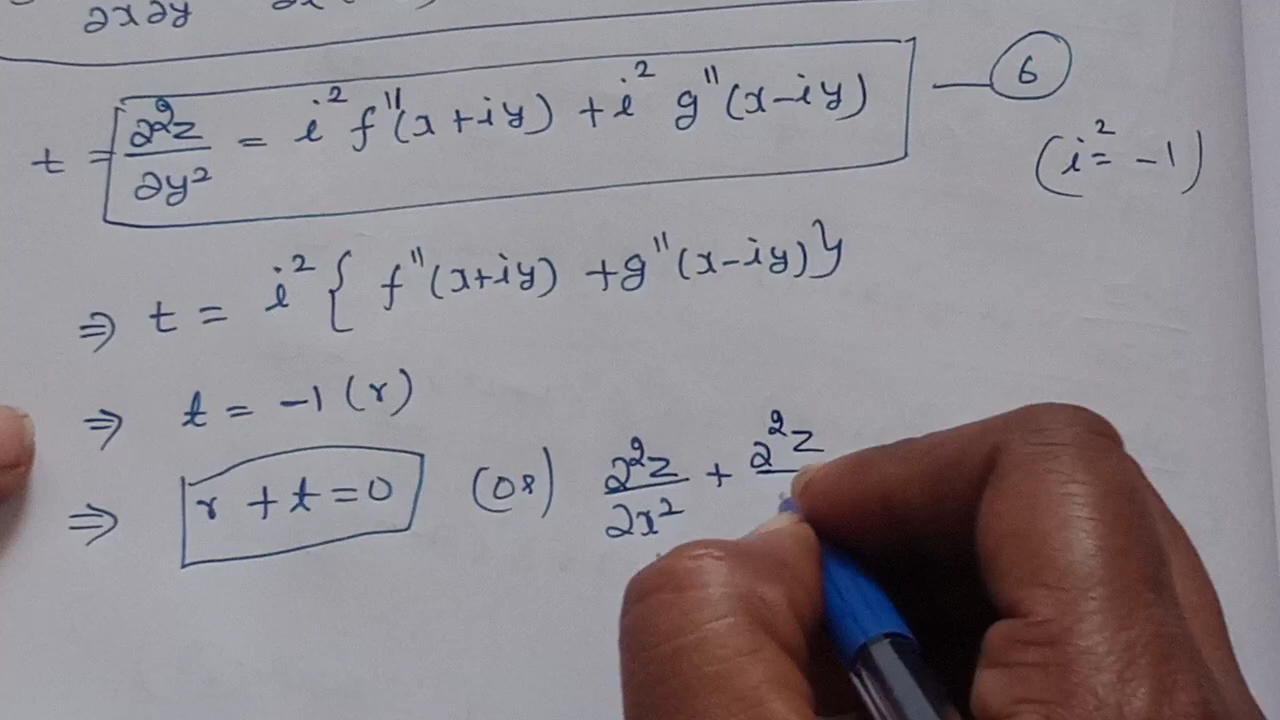 ∂x∂y
t = ∂²z/∂y² = i² f''(x+iy) + i² g''(x-iy) — 6
(i² = -1)
⇒ t = i² { f''(x+iy) + g''(x-iy) }
⇒ t = -1 (r)
⇒ r + t = 0 (or) ∂²z/∂x² + ∂²z